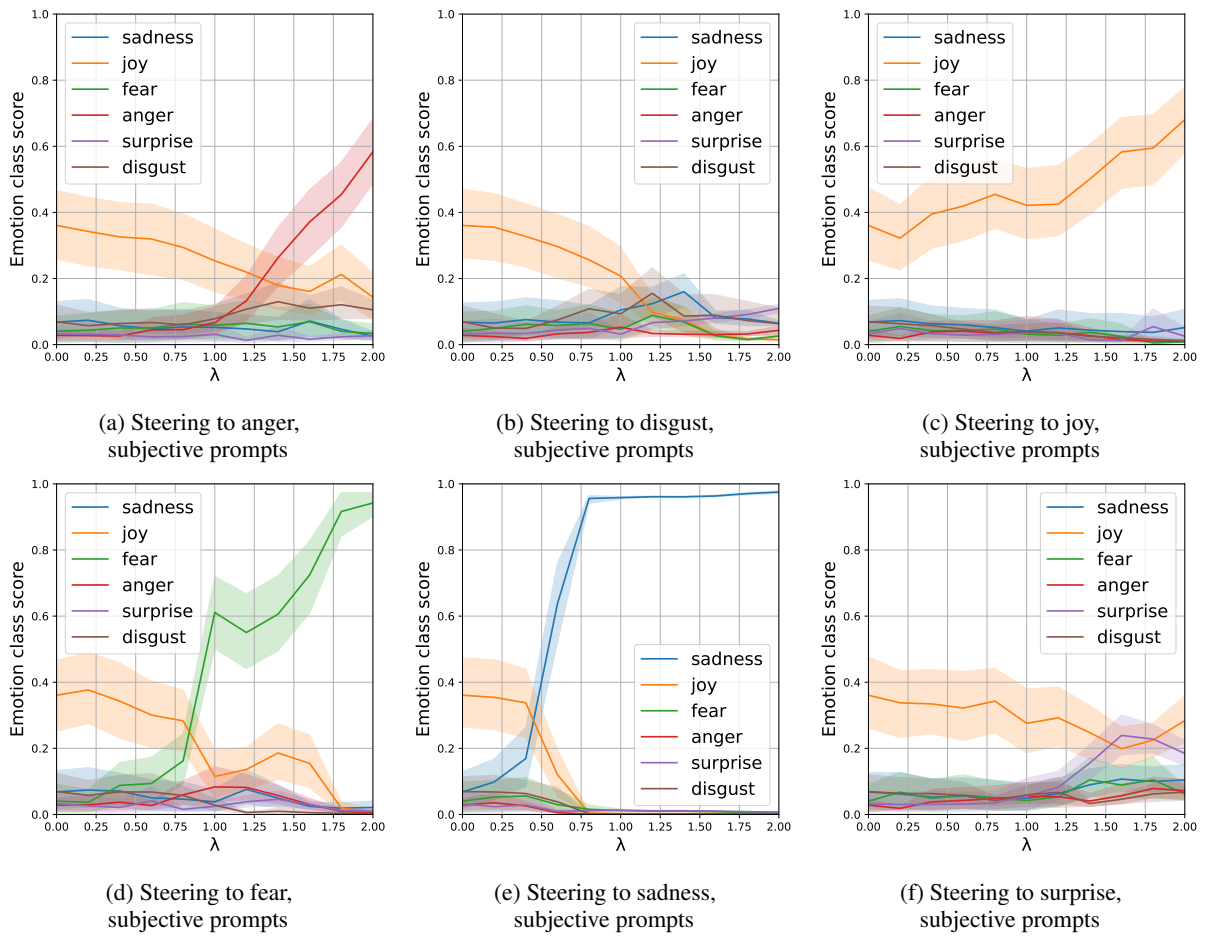 1.0
0.8
0.6
0.4
0.2
0.0
Emotion class score
sadness
joy
fear
anger
surprise
disgust
0.00 0.25 0.50 0.75 1.00 1.25 1.50 1.75 2.00
λ
(a) Steering to anger,
subjective prompts
1.0
0.8
0.6
0.4
0.2
0.0
Emotion class score
sadness
joy
fear
anger
surprise
disgust
0.00 0.25 0.50 0.75 1.00 1.25 1.50 1.75 2.00
λ
(b) Steering to disgust,
subjective prompts
1.0
0.8
0.6
0.4
0.2
0.0
Emotion class score
sadness
joy
fear
anger
surprise
disgust
0.00 0.25 0.50 0.75 1.00 1.25 1.50 1.75 2.00
λ
(c) Steering to joy,
subjective prompts
1.0
0.8
0.6
0.4
0.2
0.0
Emotion class score
sadness
joy
fear
anger
surprise
disgust
0.00 0.25 0.50 0.75 1.00 1.25 1.50 1.75 2.00
λ
(d) Steering to fear,
subjective prompts
1.0
0.8
0.6
0.4
0.2
0.0
Emotion class score
sadness
joy
fear
anger
surprise
disgust
0.00 0.25 0.50 0.75 1.00 1.25 1.50 1.75 2.00
λ
(e) Steering to sadness,
subjective prompts
1.0
0.8
0.6
0.4
0.2
0.0
Emotion class score
sadness
joy
fear
anger
surprise
disgust
0.00 0.25 0.50 0.75 1.00 1.25 1.50 1.75 2.00
λ
(f) Steering to surprise,
subjective prompts